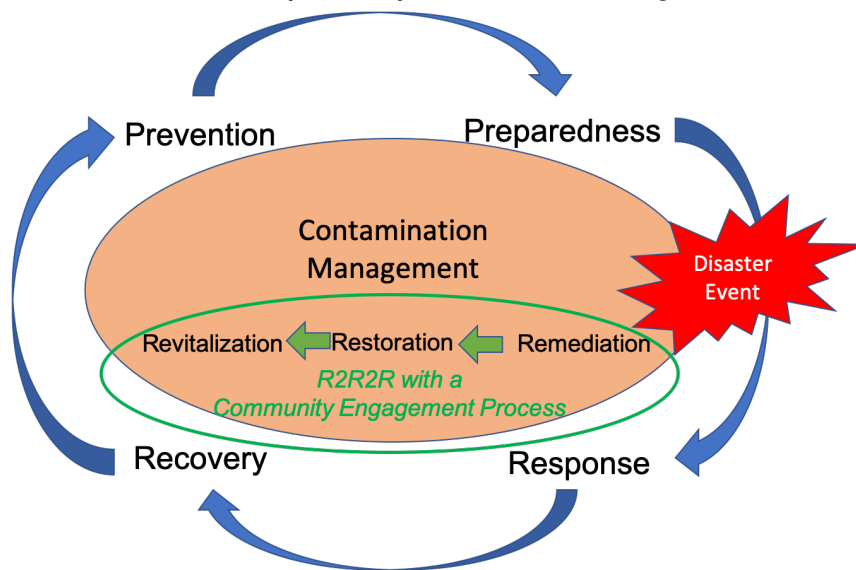 Prevention
Preparedness
Contamination
Management
Disaster
Event
Revitalization
Restoration
Remediation
R2R2R with a
Community Engagement Process
Recovery
Response